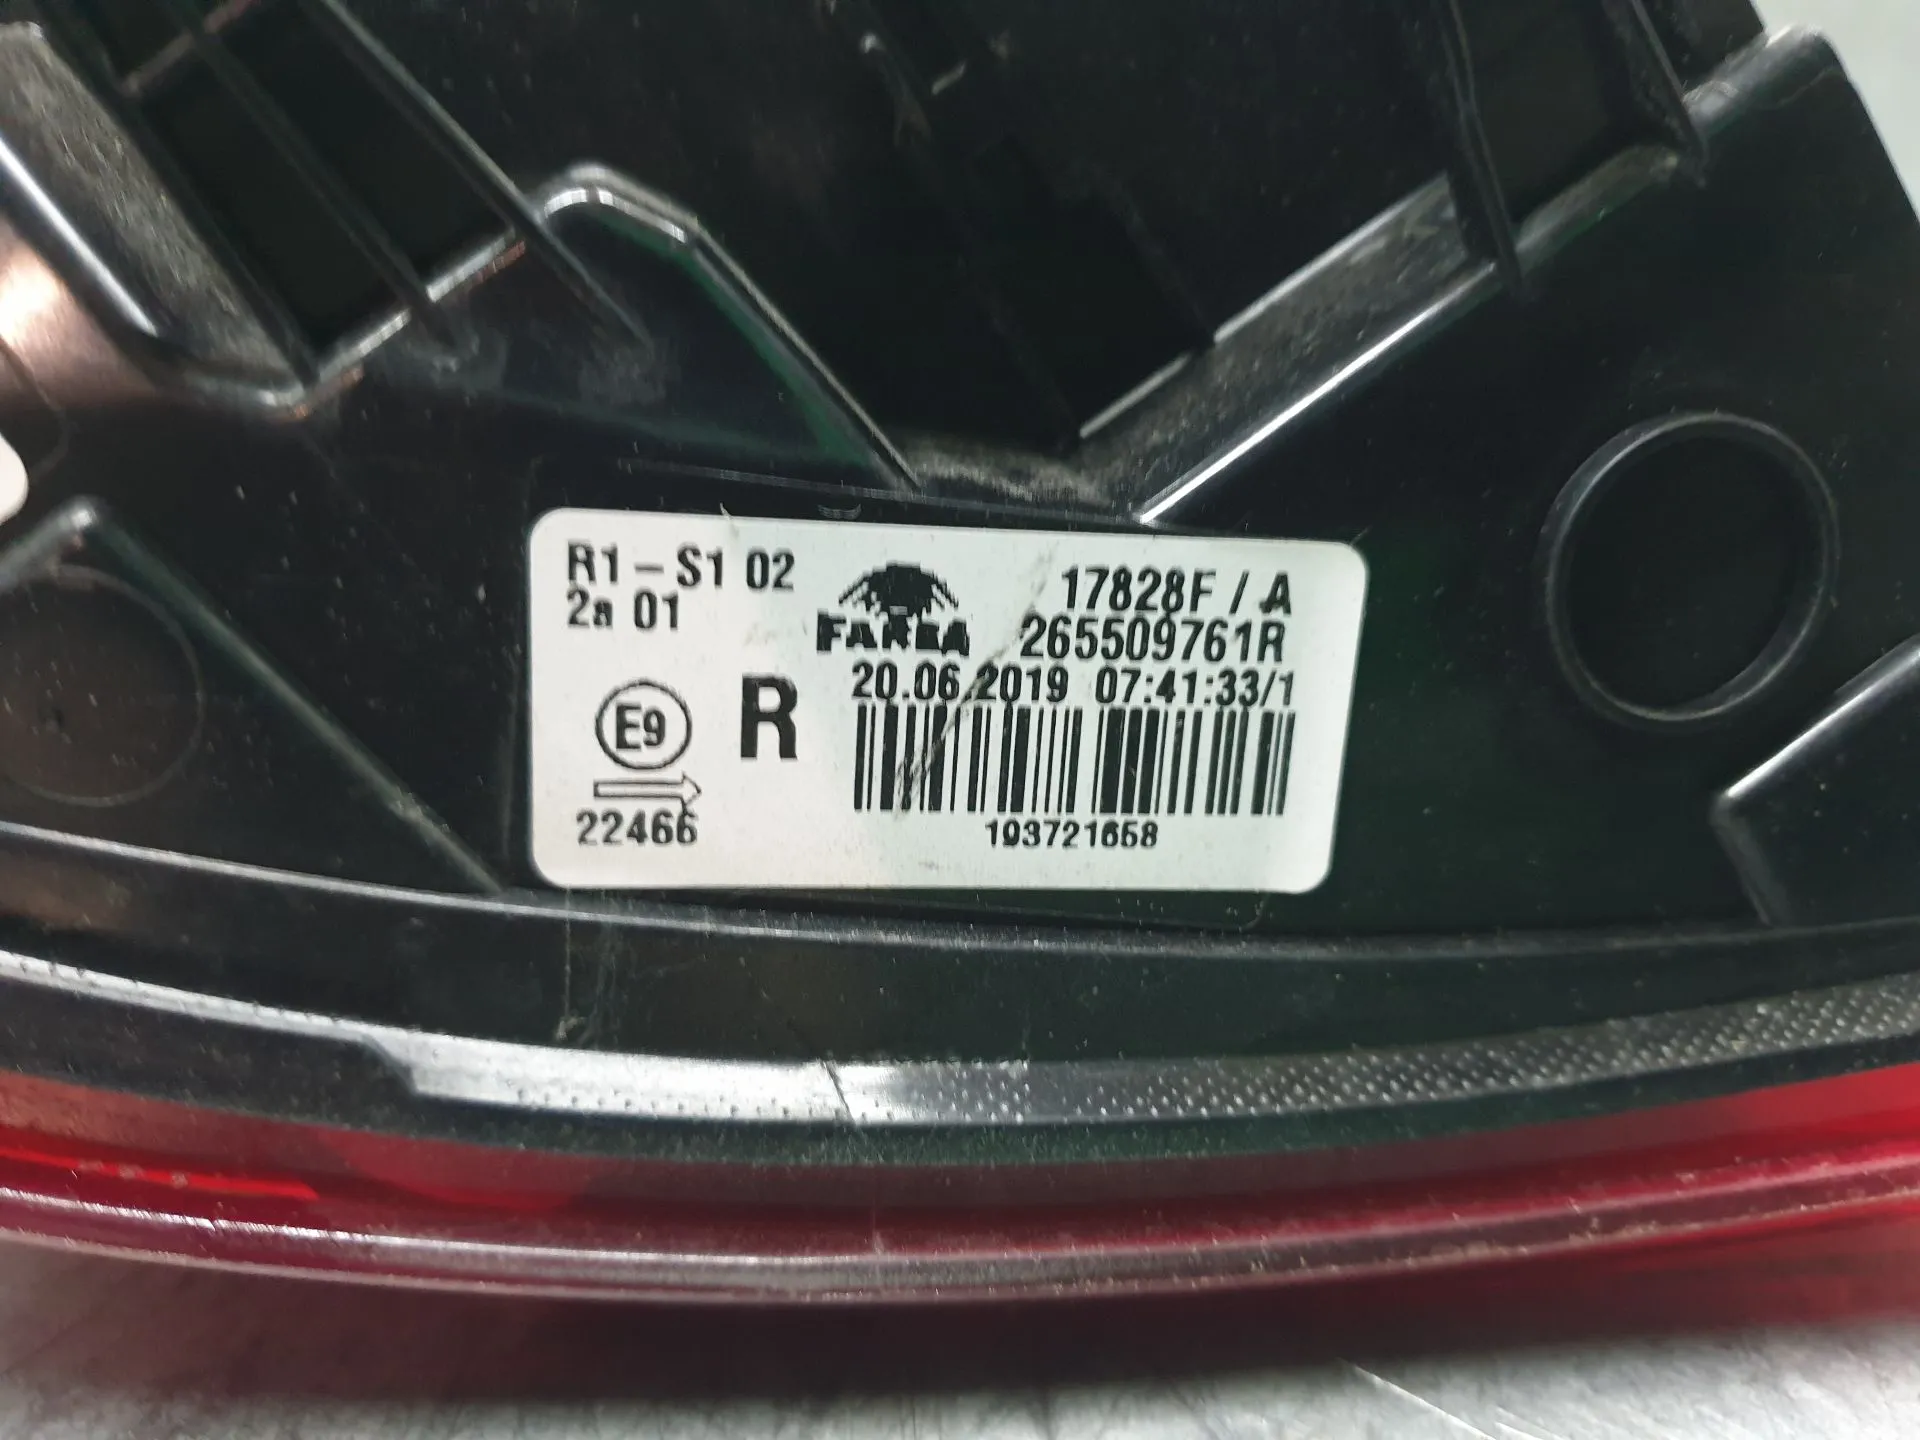 R1-S1 02
2a 01
FARBA
17828F / A
265509761R
20.06.2019 07:41:33/1
E9
R
22466
193721658